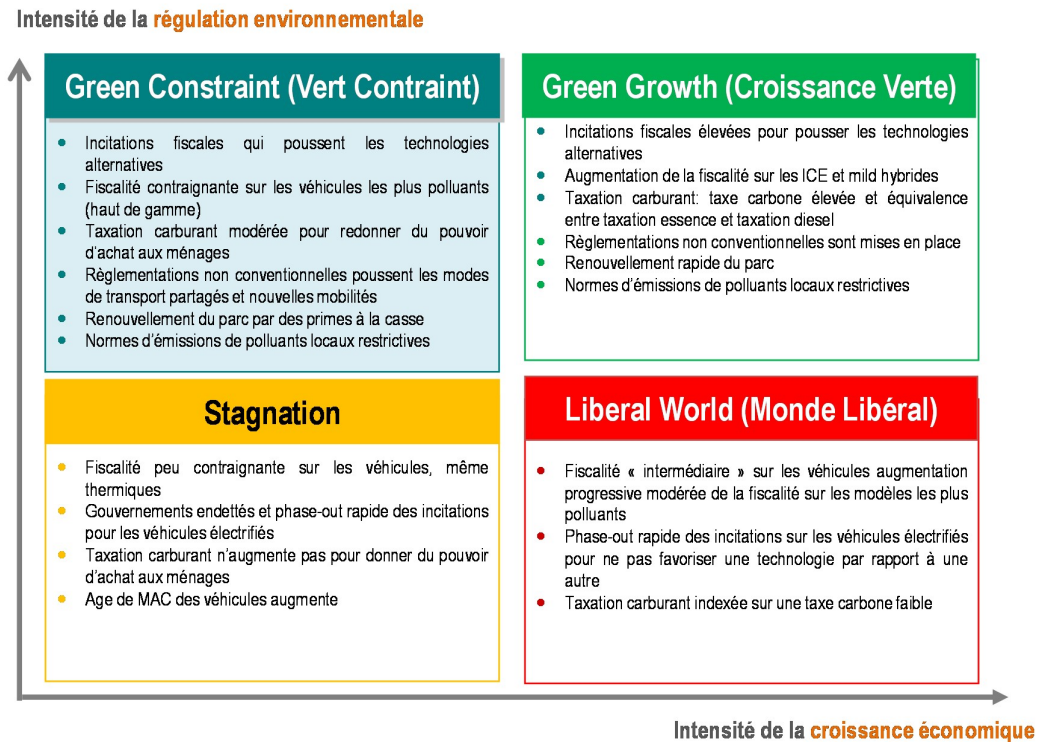 Intensité de la régulation environnementale
Green Constraint (Vert Contraint)
Incitations fiscales qui poussent les technologies
alternatives
Fiscalité contraignante sur les véhicules les plus polluants
(haut de gamme)
Taxation carburant modérée pour redonner du pouvoir
d'achat aux ménages
Règlementations non conventionnelles poussent les modes
de transport partagés et nouvelles mobilités
Renouvellement du parc par des primes à la casse
Normes d'émissions de polluants locaux restrictives
Green Growth (Croissance Verte)
Incitations fiscales élevées pour pousser les technologies
alternatives
Augmentation de la fiscalité sur les ICE et mild hybrides
Taxation carburant: taxe carbone élevée et équivalence
entre taxation essence et taxation diesel
Règlementations non conventionnelles sont mises en place
Renouvellement rapide du parc
Normes d'émissions de polluants locaux restrictives
Stagnation
Fiscalité peu contraignante sur les véhicules, même
thermiques
Gouvernements endettés et phase-out rapide des incitations
pour les véhicules électrifiés
Taxation carburant n'augmente pas pour donner du pouvoir
d'achat aux ménages
Age de MAC des véhicules augmente
Liberal World (Monde Libéral)
Fiscalité « intermédiaire » sur les véhicules augmentation
progressive modérée de la fiscalité sur les modèles les plus
polluants
Phase-out rapide des incitations sur les véhicules électrifiés
pour ne pas favoriser une technologie par rapport à une
autre
Taxation carburant indexée sur une taxe carbone faible
Intensité de la croissance économique